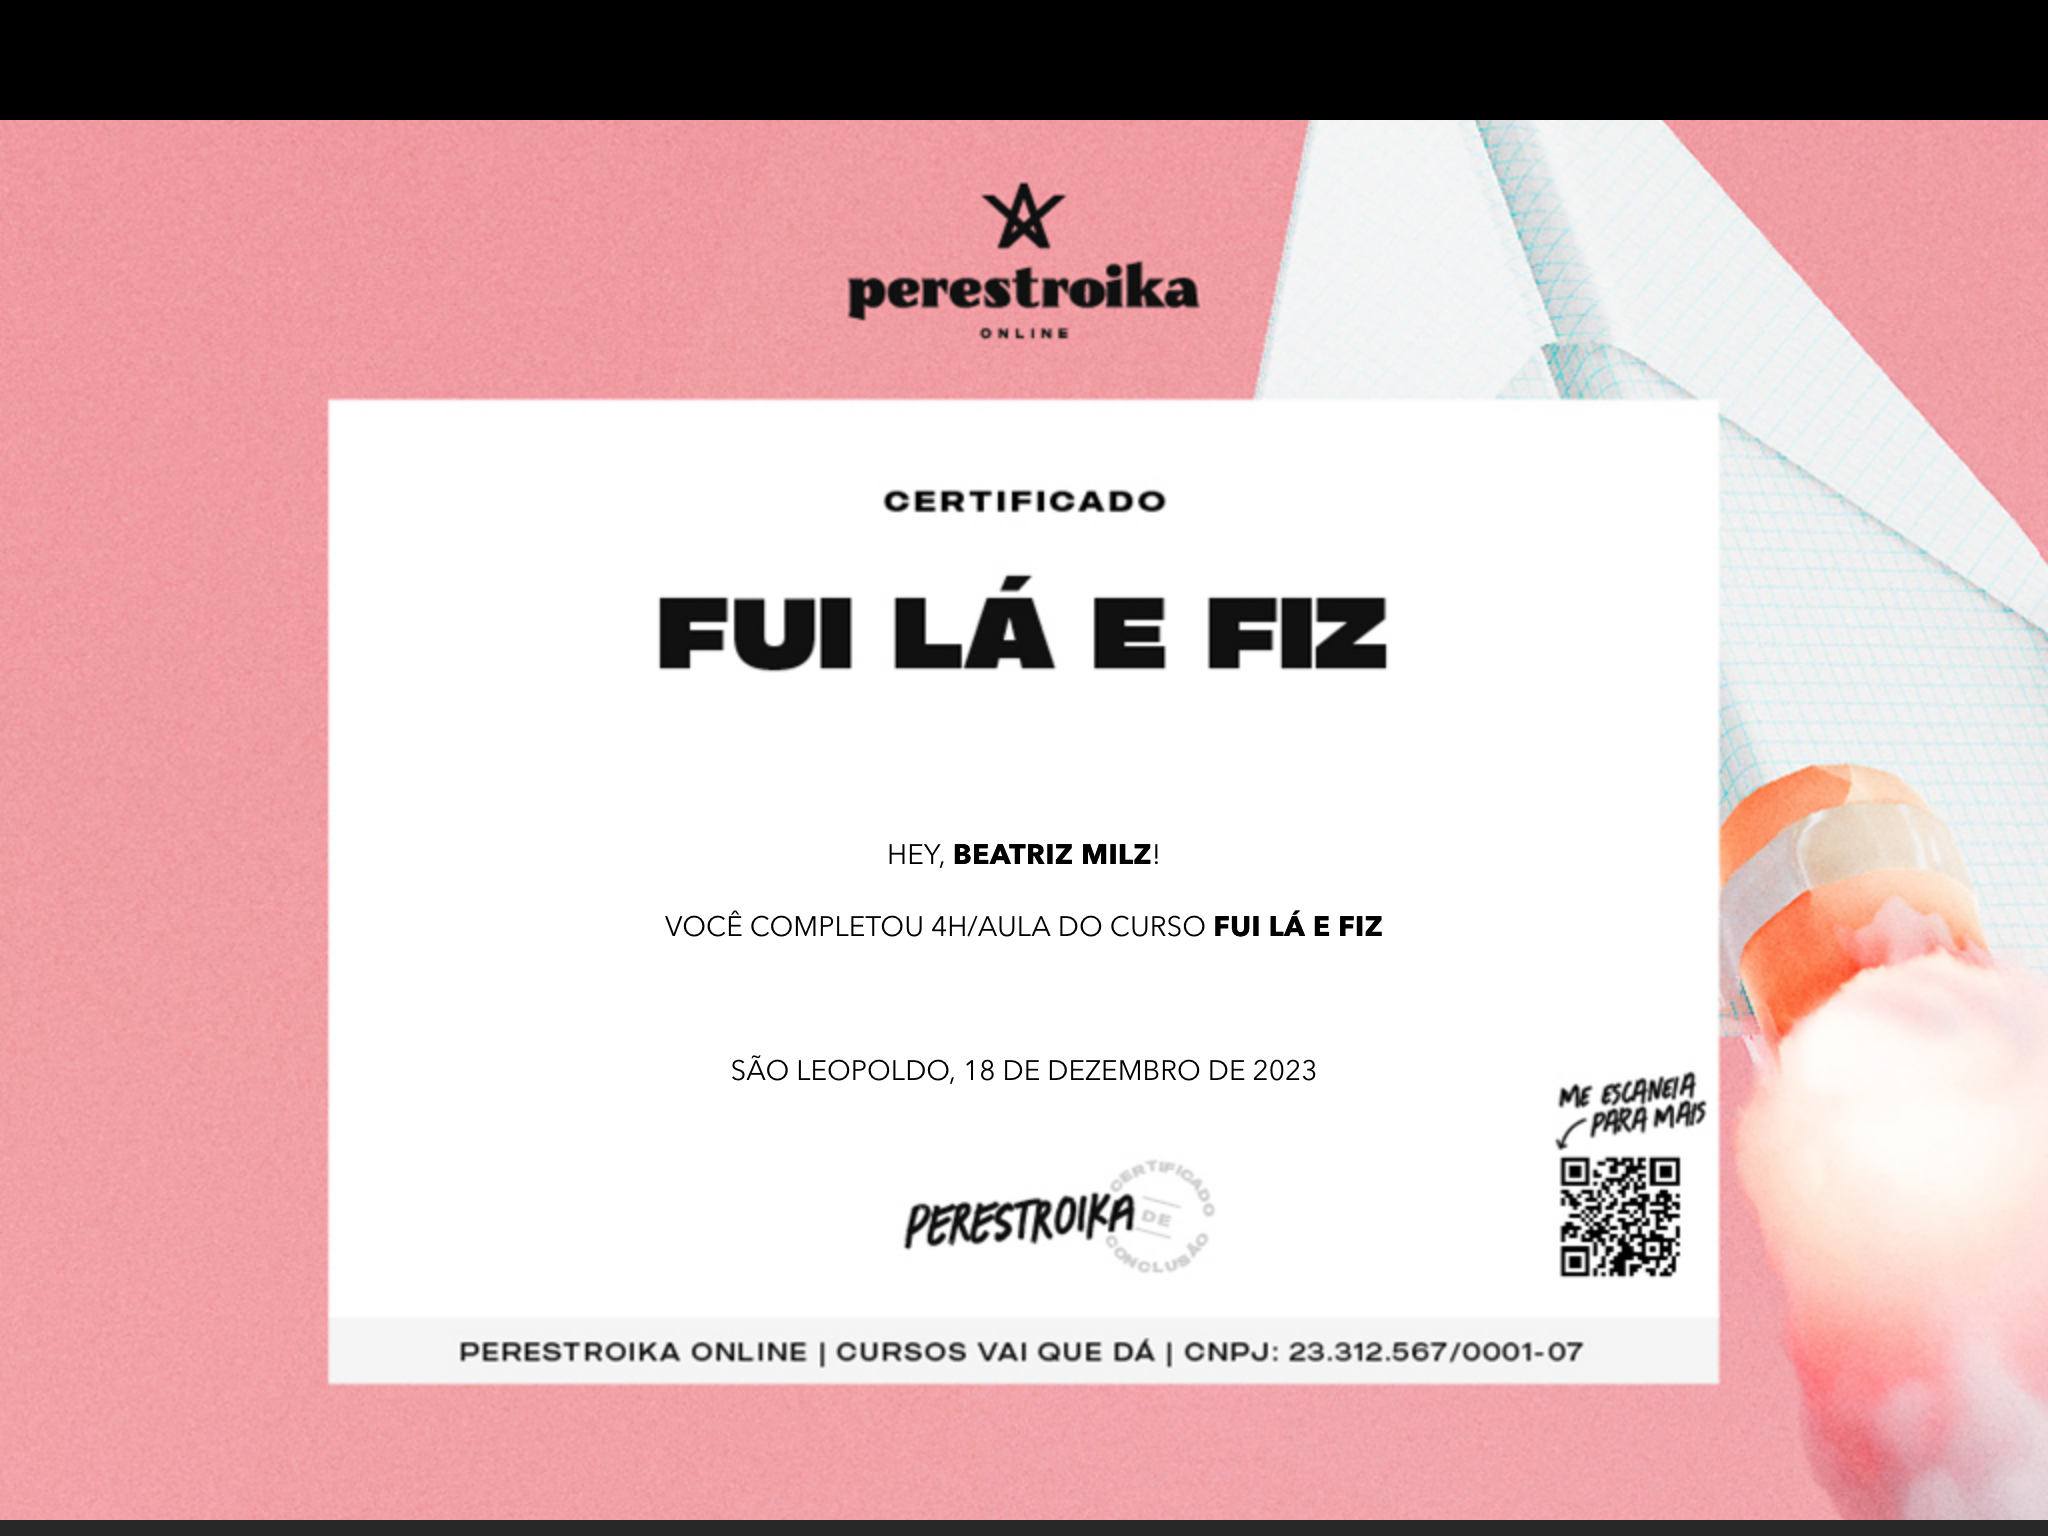 perestroika
ONLINE
CERTIFICADO
FUI LÁ E FIZ
HEY, BEATRIZ MILZ!
VOCÊ COMPLETOU 4H/AULA DO CURSO FUI LÁ E FIZ
SÃO LEOPOLDO, 18 DE DEZEMBRO DE 2023
ME ESCANEIA
PARA MAIS
PERESTROIKA
CERTIFICADO
DE
CONCLUSÃO
PERESTROIKA ONLINE | CURSOS VAI QUE DÁ | CNPJ: 23.312.567/0001-07